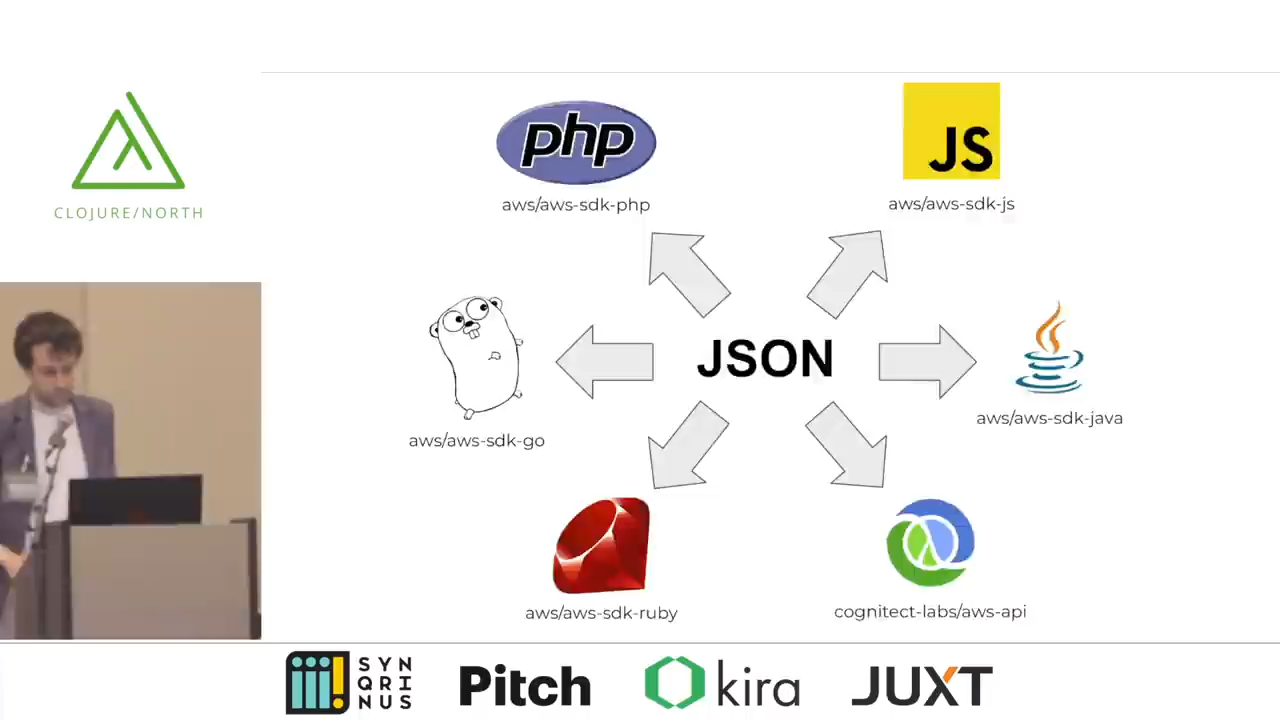 CLOJURE/NORTH
php
aws/aws-sdk-php
JS
aws/aws-sdk-js
JSON
aws/aws-sdk-go
aws/aws-sdk-java
aws/aws-sdk-ruby
cognitect-labs/aws-api
SYN
QRI
NUS
Pitch
kira
JUXT